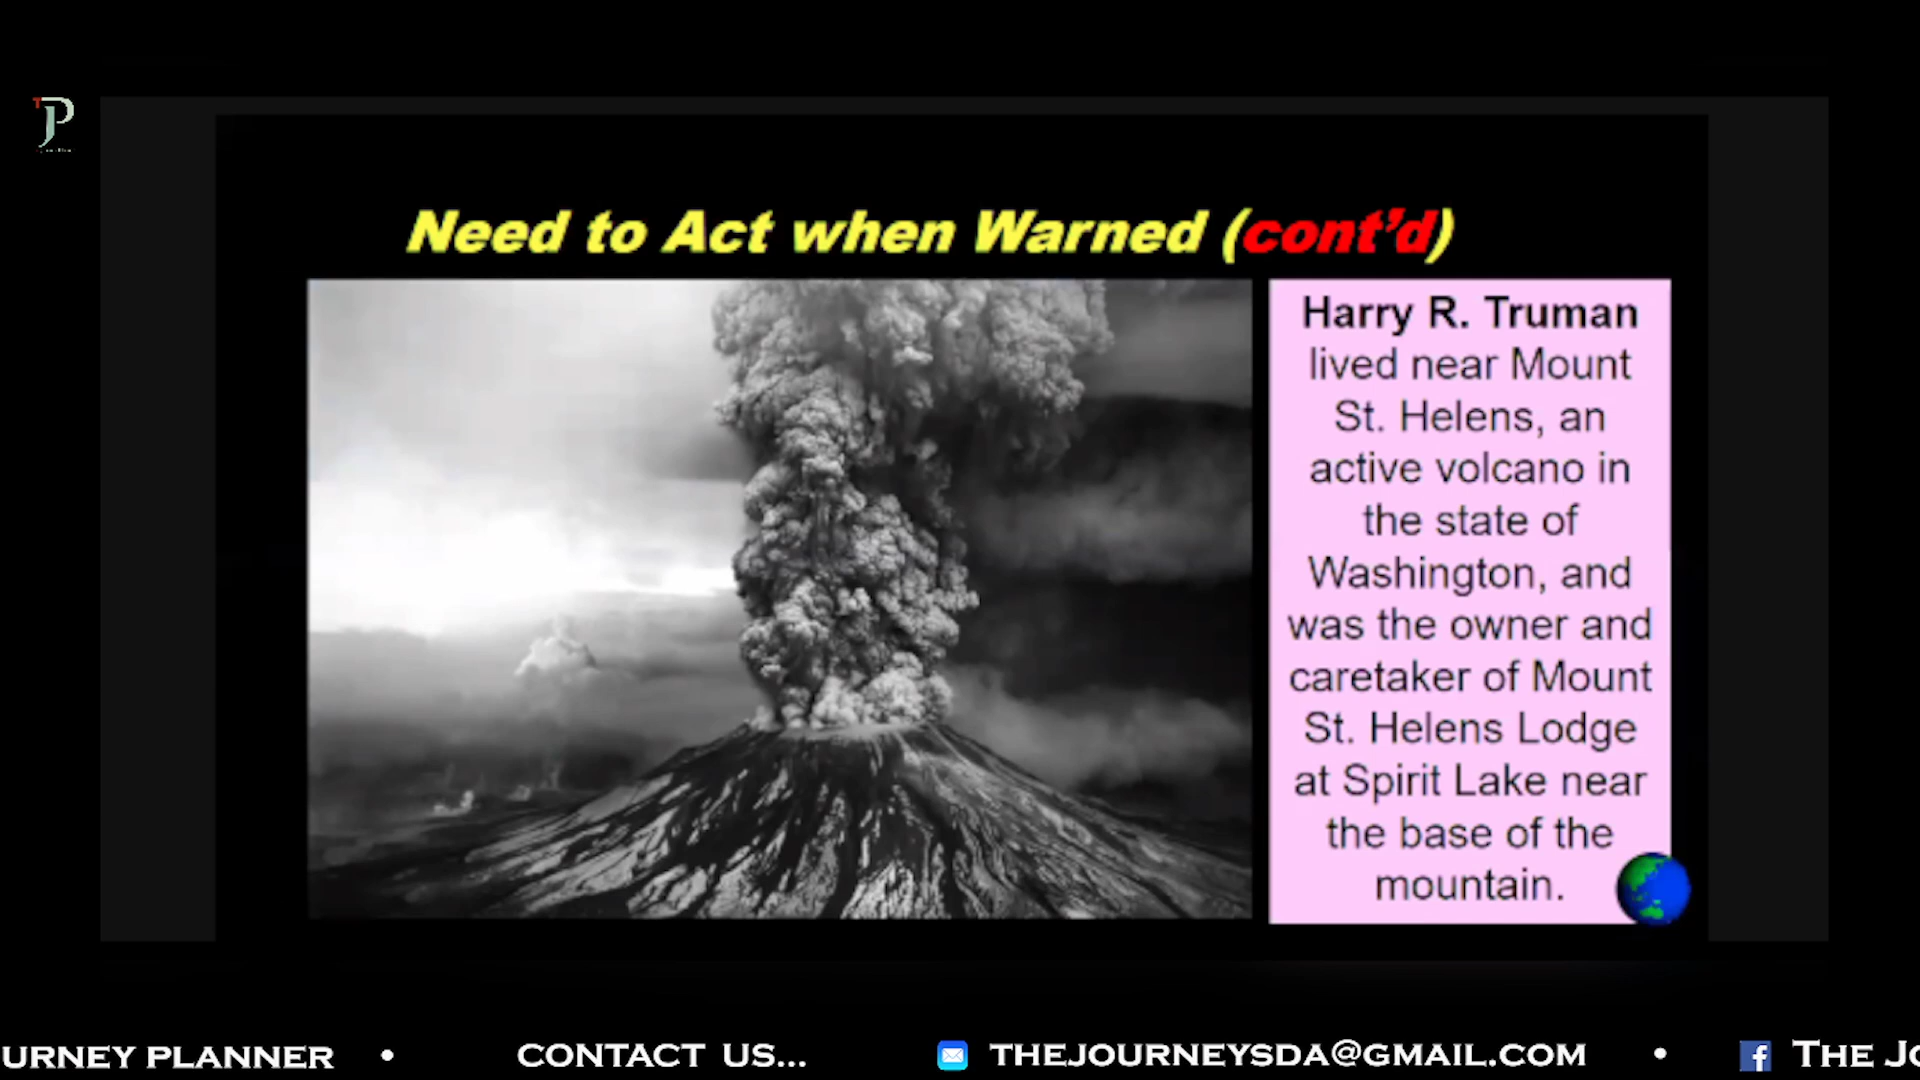 TJP
Need to Act when Warned (cont'd)
Harry R. Truman
lived near Mount
St. Helens, an
active volcano in
the state of
Washington, and
was the owner and
caretaker of Mount
St. Helens Lodge
at Spirit Lake near
the base of the
mountain.
URNEY PLANNER • CONTACT US... THEJOURNEYSDA@GMAIL.COM • THE JO